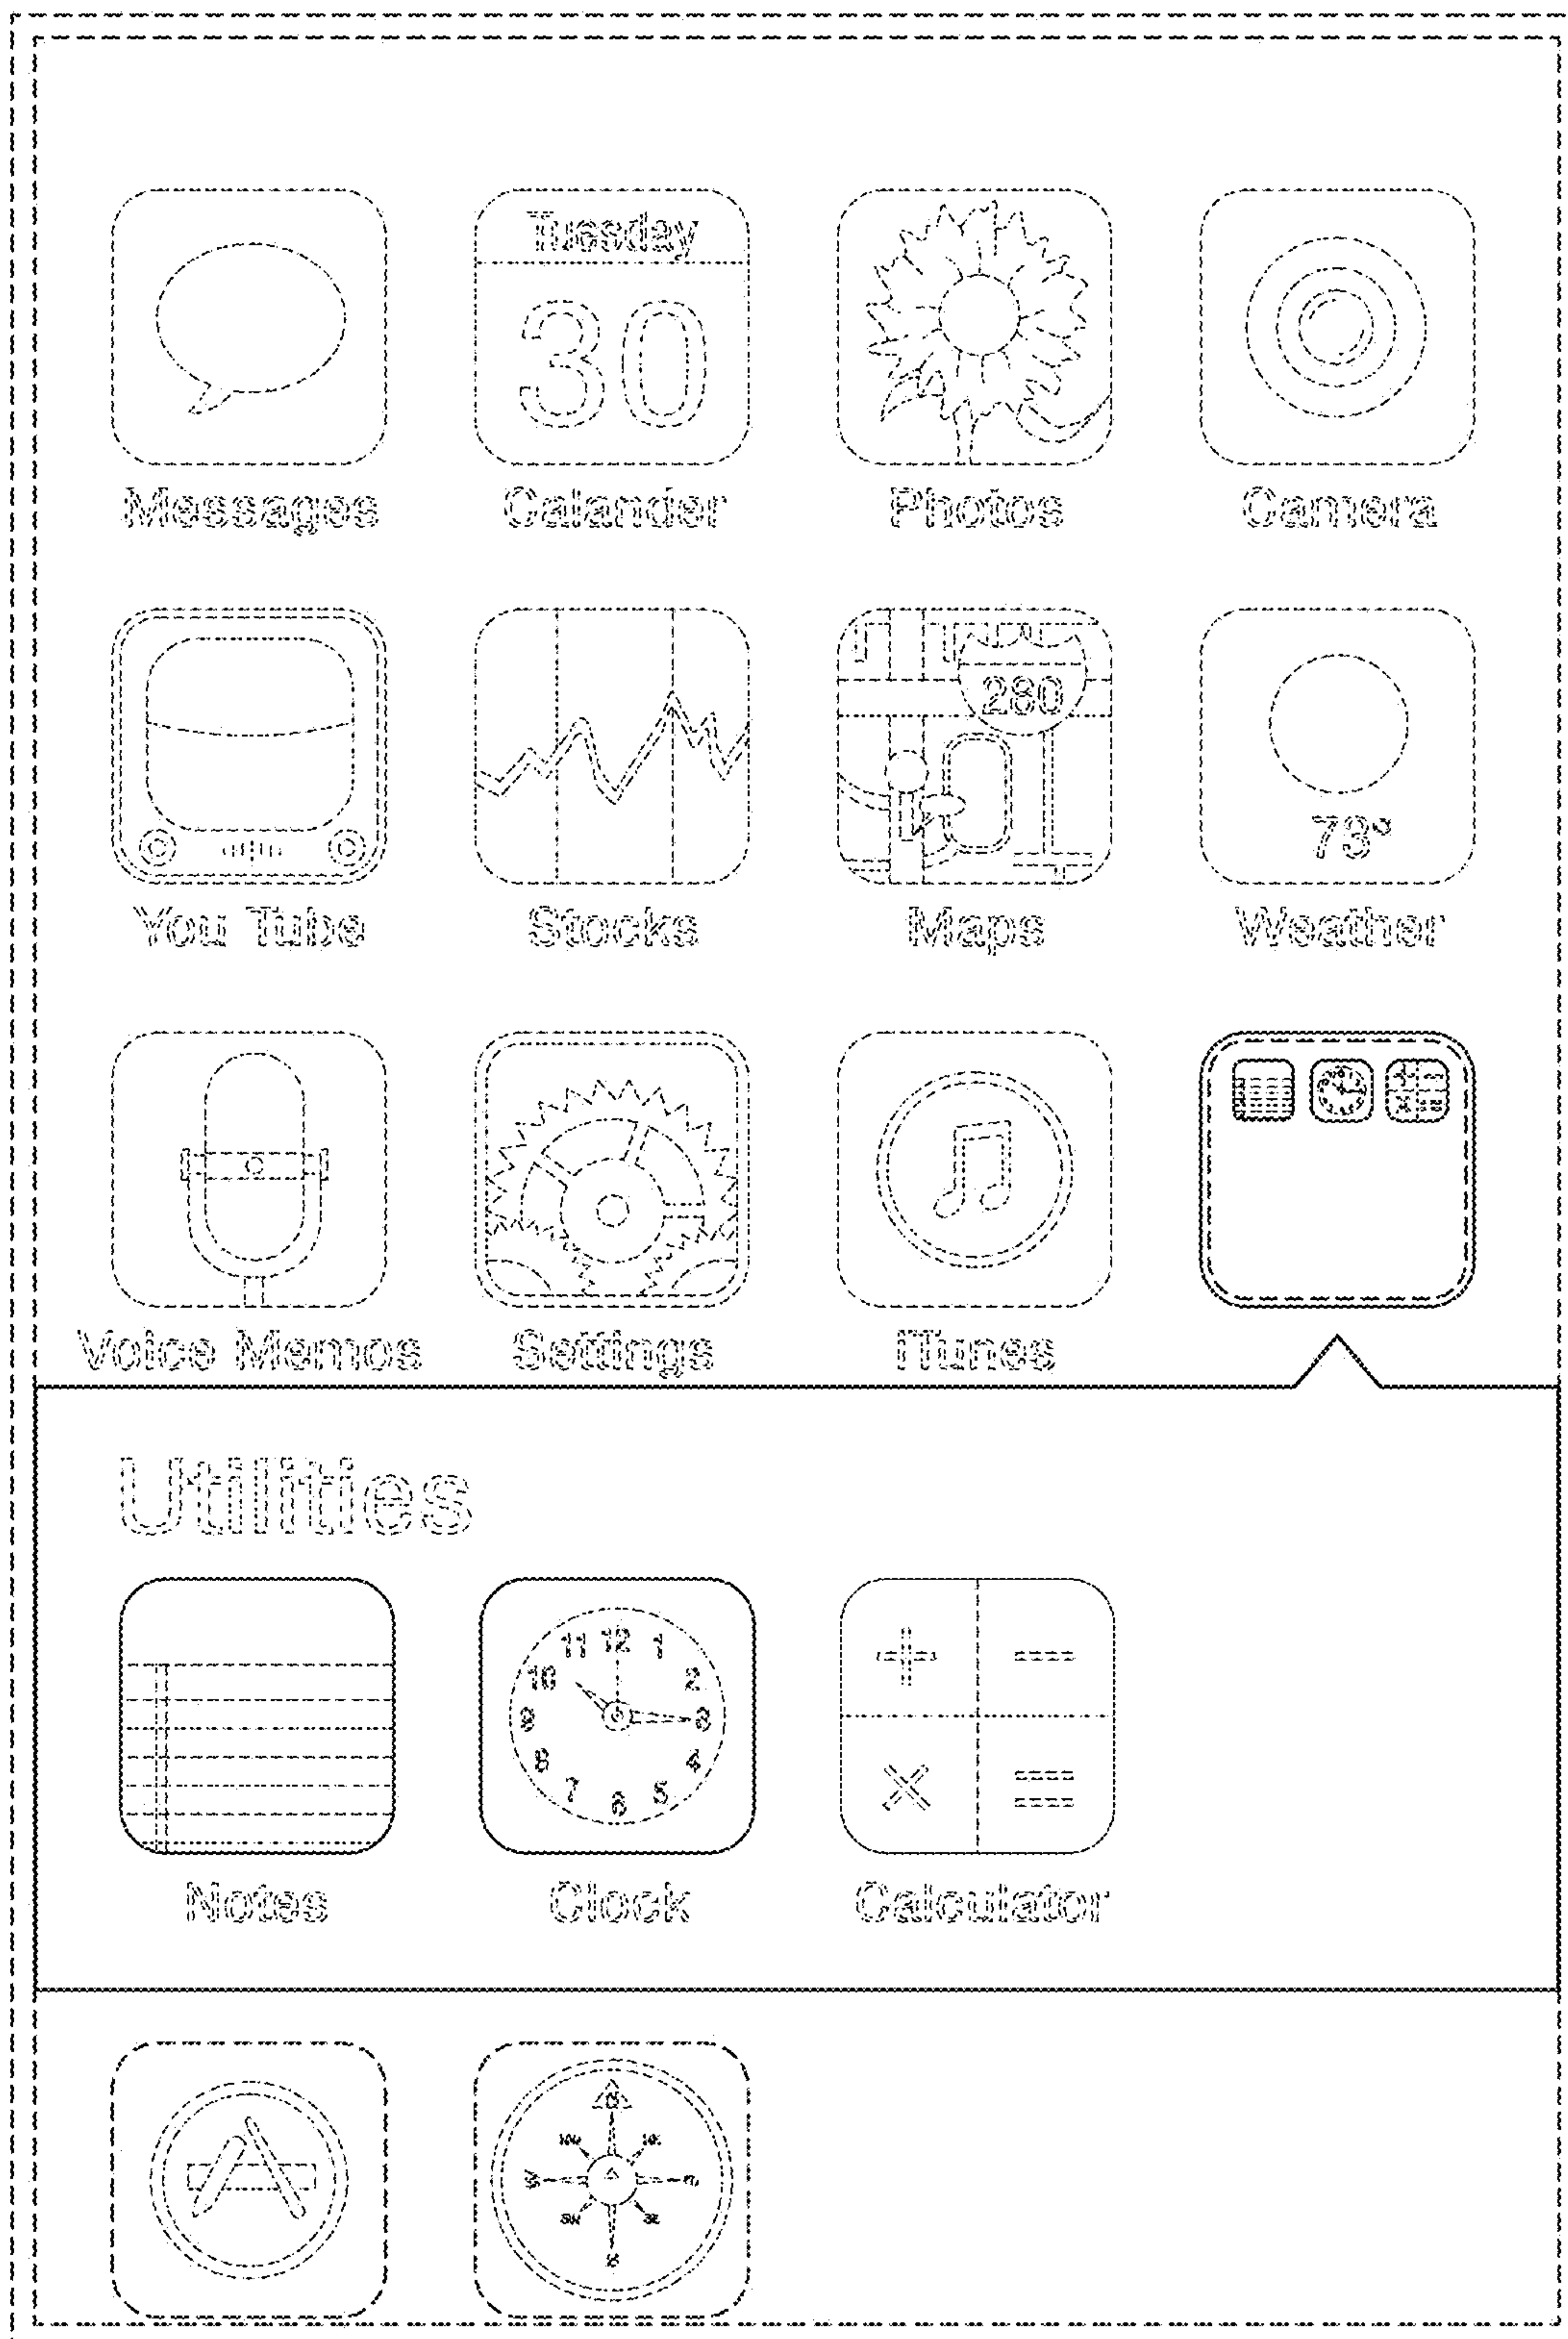 Tuesday
30
Messages Calander Photos Camera
280
73°
You Tube Stocks Maps Weather
Voice Memos Settings iTunes
Utilities
11 12 1
10 2
9 3
8 4
7 6 5
Notes Clock Calculator
W
S